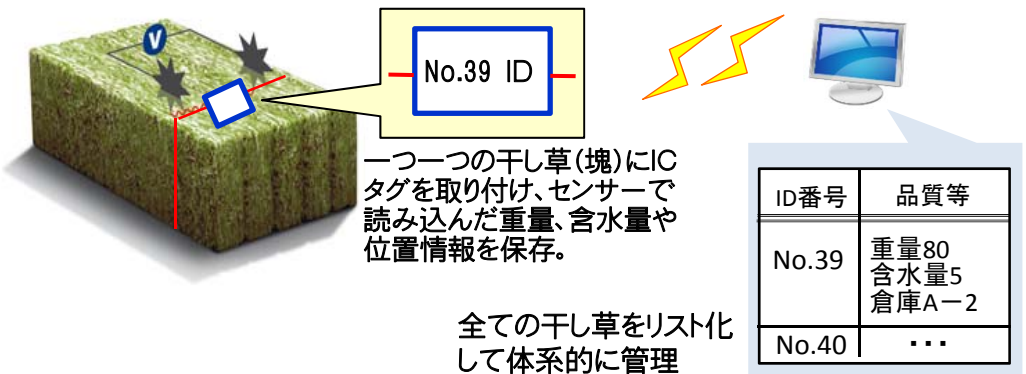 V
No.39 ID
一つ一つの干し草(塊)にIC
タグを取り付け、センサーで
読み込んだ重量、含水量や
位置情報を保存。
ID番号 品質等
No.39 重量80
含水量5
倉庫A－2
No.40 ･･･
全ての干し草をリスト化
して体系的に管理